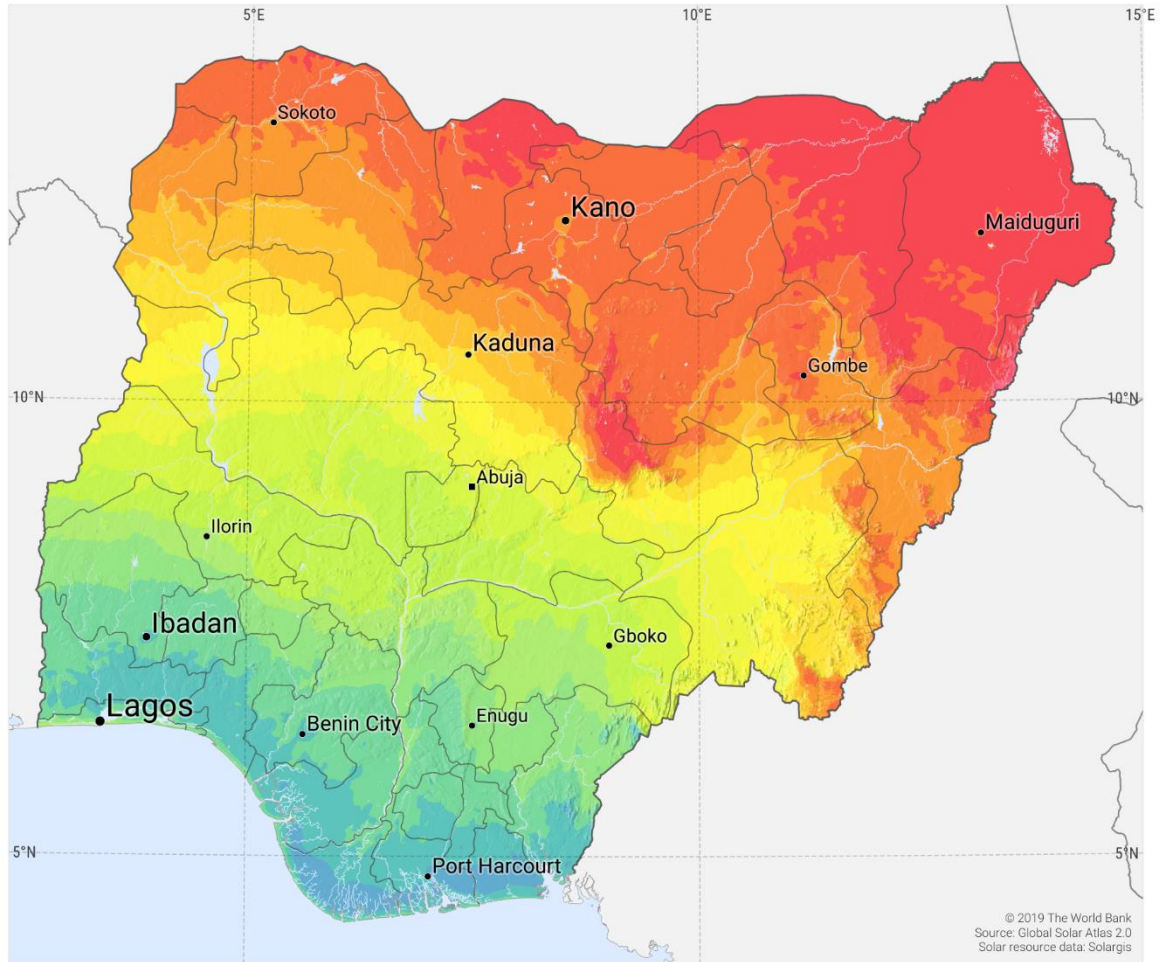 5°E
10°E
15°E
Sokoto
Kano
Maiduguri
Kaduna
Gombe
10°N
10°N
Abuja
Ilorin
Ibadan
Gboko
Lagos
Benin City
Enugu
5°N
5°N
Port Harcourt
© 2019 The World Bank
Source: Global Solar Atlas 2.0
Solar resource data: Solargis